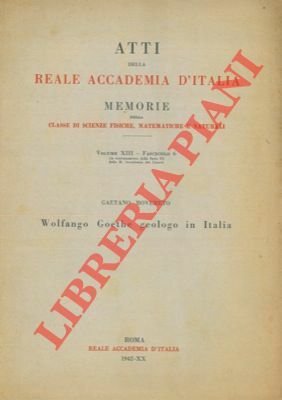 ATTI
DELLA
REALE ACCADEMIA D'ITALIA
MEMORIE
DELLA
CLASSE DI SCIENZE FISICHE, MATEMATICHE E NATURALI
VOLUME XIII - FASCICOLO 6
GAETANO ROVERETO
Wolfango Goethe geologo in Italia
ROMA
REALE ACCADEMIA D'ITALIA
1942-XX
LIBRERIA PIANI